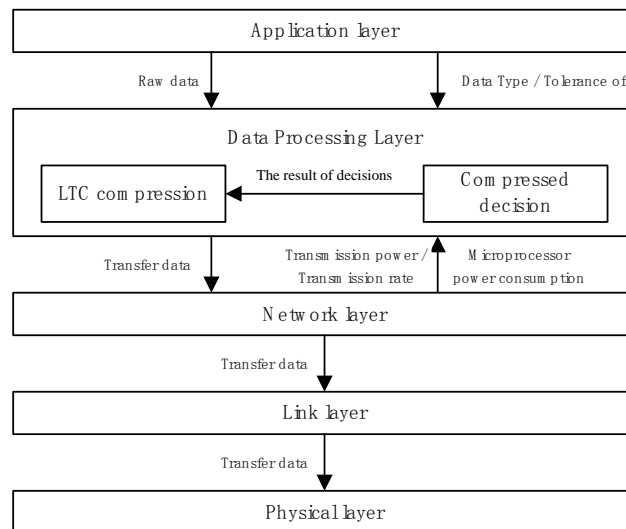 Application layer
Raw data
Data Type / Tolerance of
Data Processing Layer
The result of decisions
LTC compression
Compressed
decision
Transfer data
Transmission power /
Transmission rate
Microprocessor
power consumption
Network layer
Transfer data
Link layer
Transfer data
Physical layer